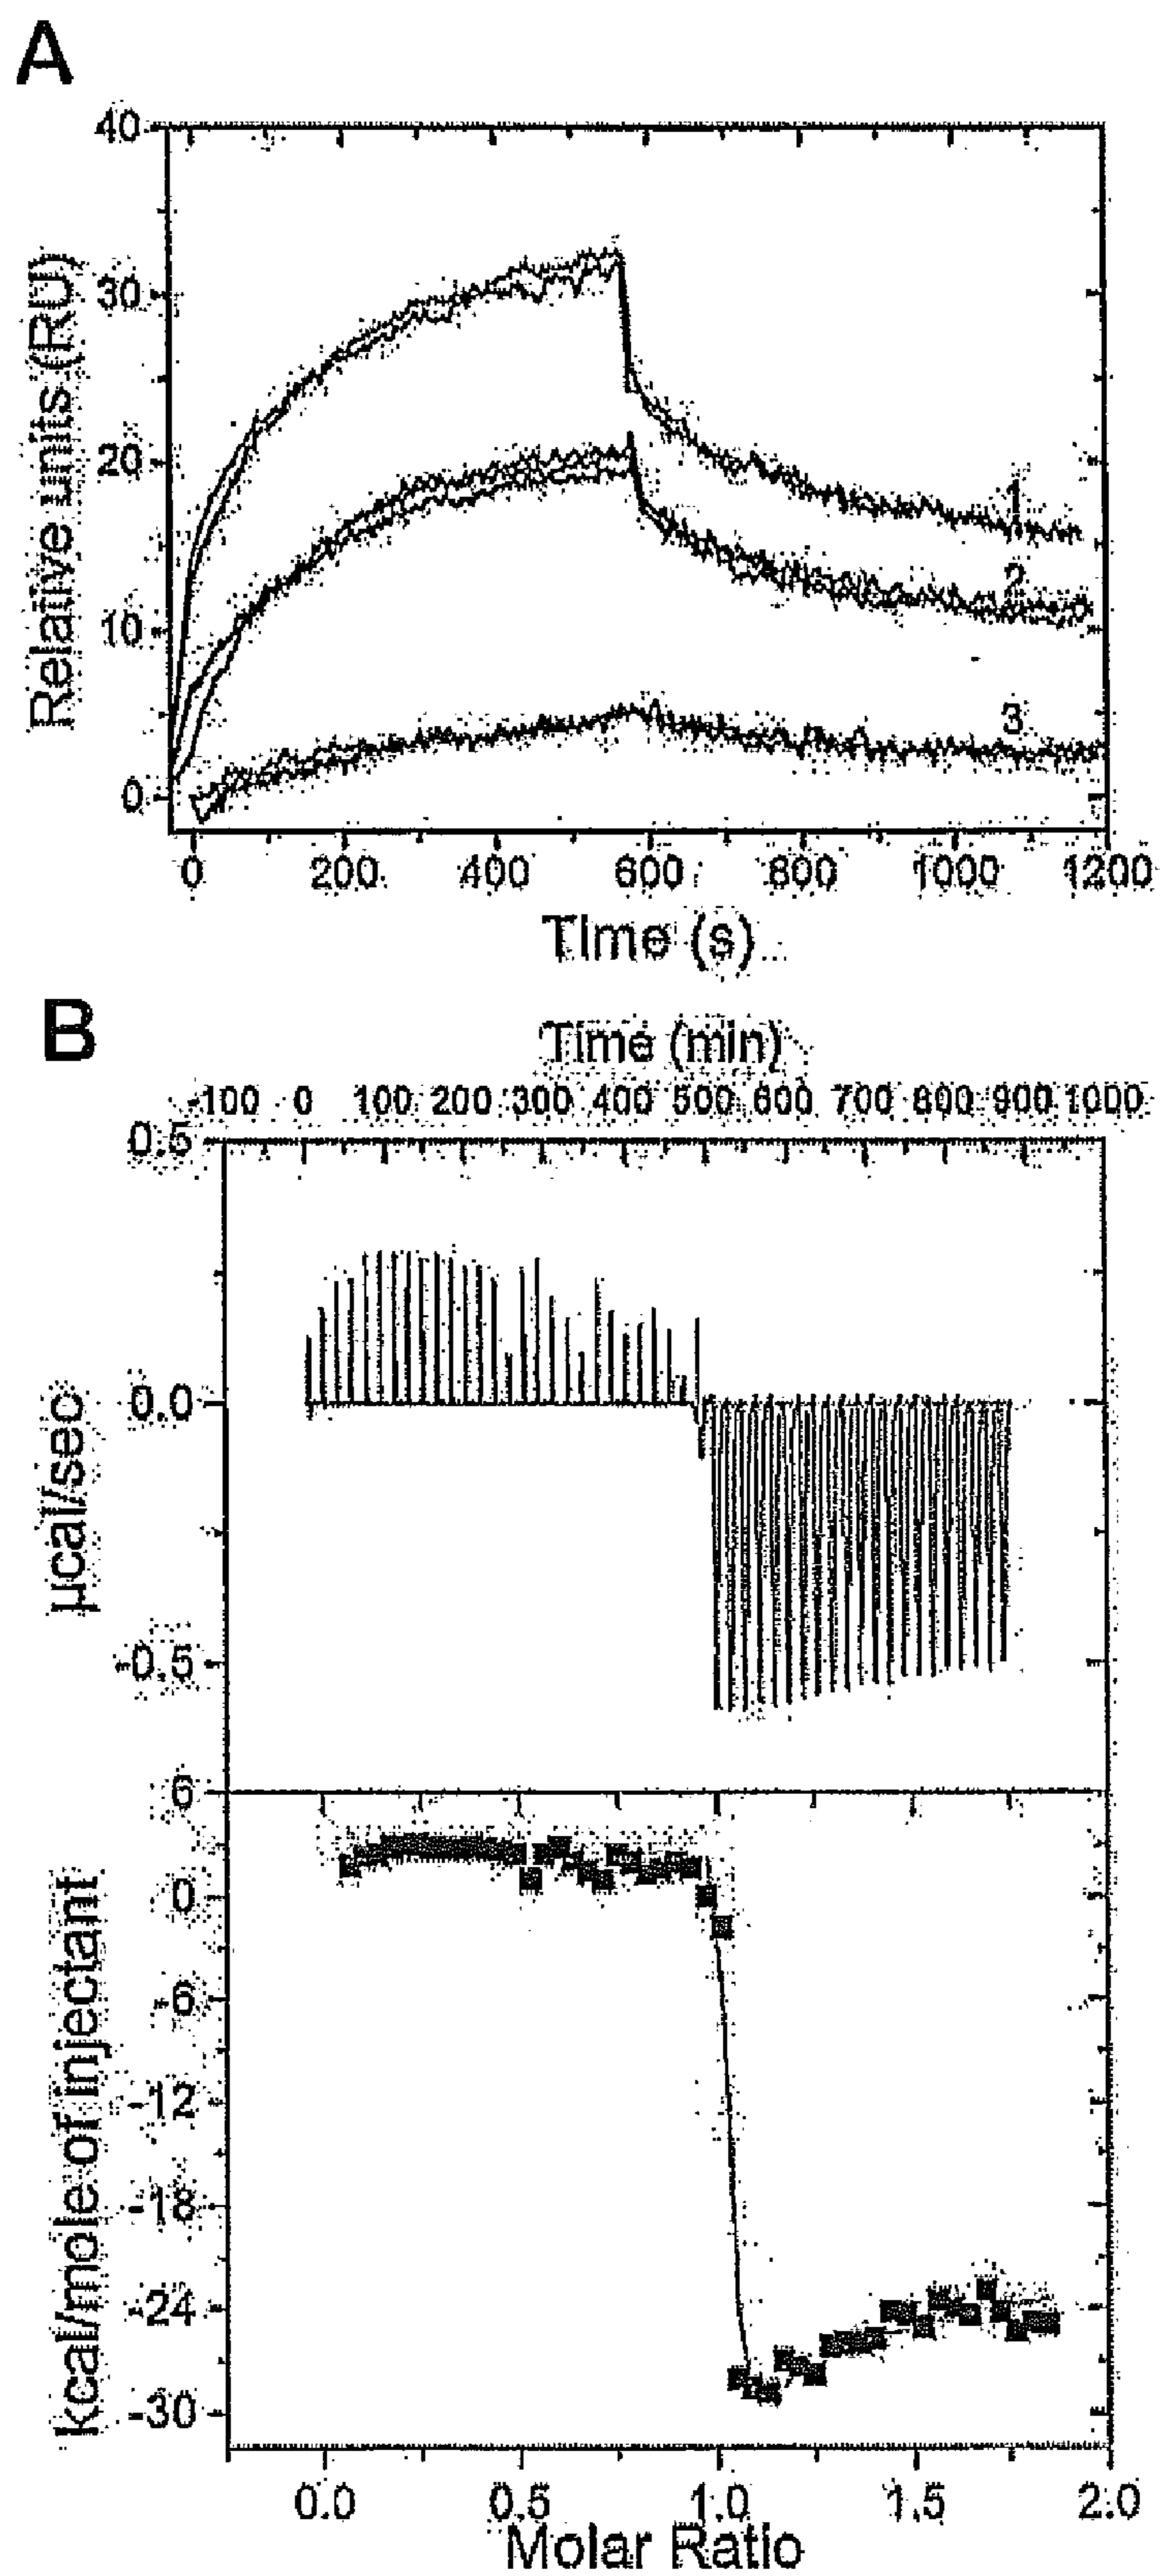 A
40
30
20
10
0
Relative units (RU)
1
2
3
0 200 400 600 800 1000 1200
Time (s)
B
Time (min)
-100 0 100 200 300 400 500 600 700 800 900 1000
0.5
0.0
-0.5
µcal/sec
6
0
-6
-12
-18
-24
-30
kcal/mole of injectant
0.0 0.5 1.0 1.5 2.0
Molar Ratio